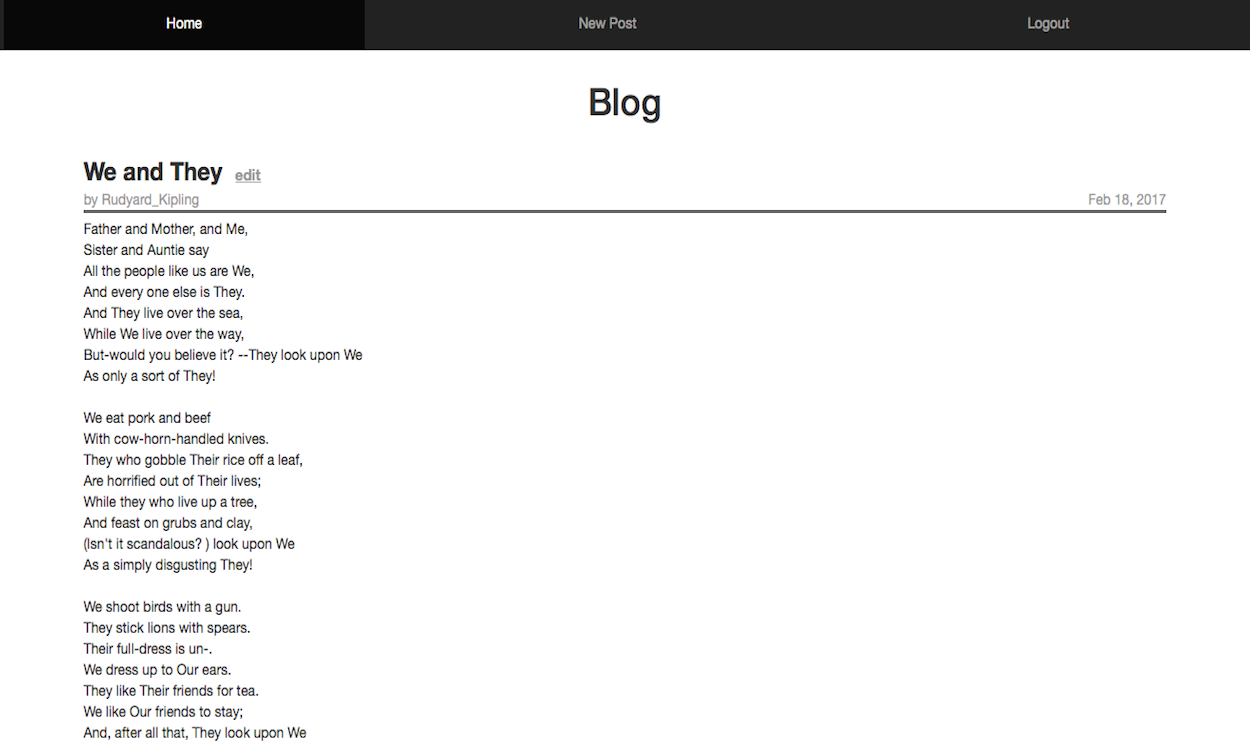 Home
New Post
Logout
Blog
We and They edit
by Rudyard_Kipling
Feb 18, 2017
Father and Mother, and Me,
Sister and Auntie say
All the people like us are We,
And every one else is They.
And They live over the sea,
While We live over the way,
But-would you believe it? --They look upon We
As only a sort of They!

We eat pork and beef
With cow-horn-handled knives.
They who gobble Their rice off a leaf,
Are horrified out of Their lives;
While they who live up a tree,
And feast on grubs and clay,
(Isn't it scandalous? ) look upon We
As a simply disgusting They!

We shoot birds with a gun.
They stick lions with spears.
Their full-dress is un-.
We dress up to Our ears.
They like Their friends for tea.
We like Our friends to stay;
And, after all that, They look upon We